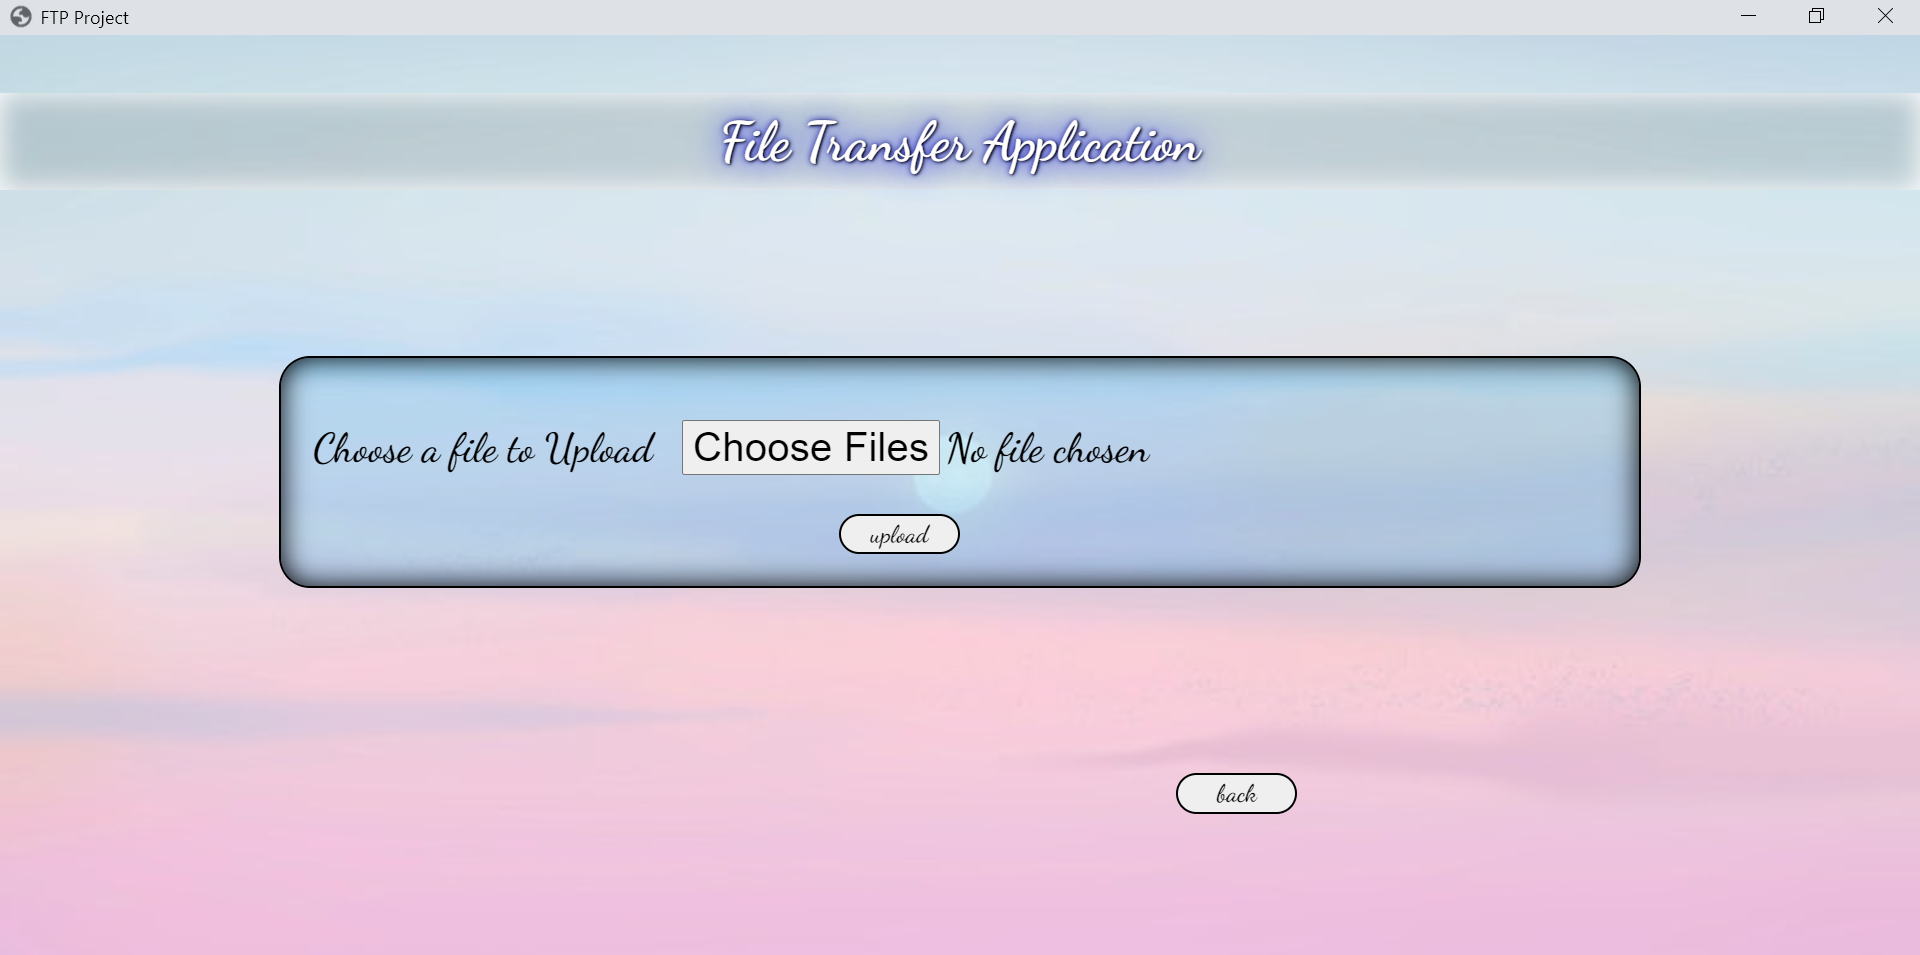 FTP Project
File Transfer Application
Choose a file to Upload Choose Files No file chosen
upload
back